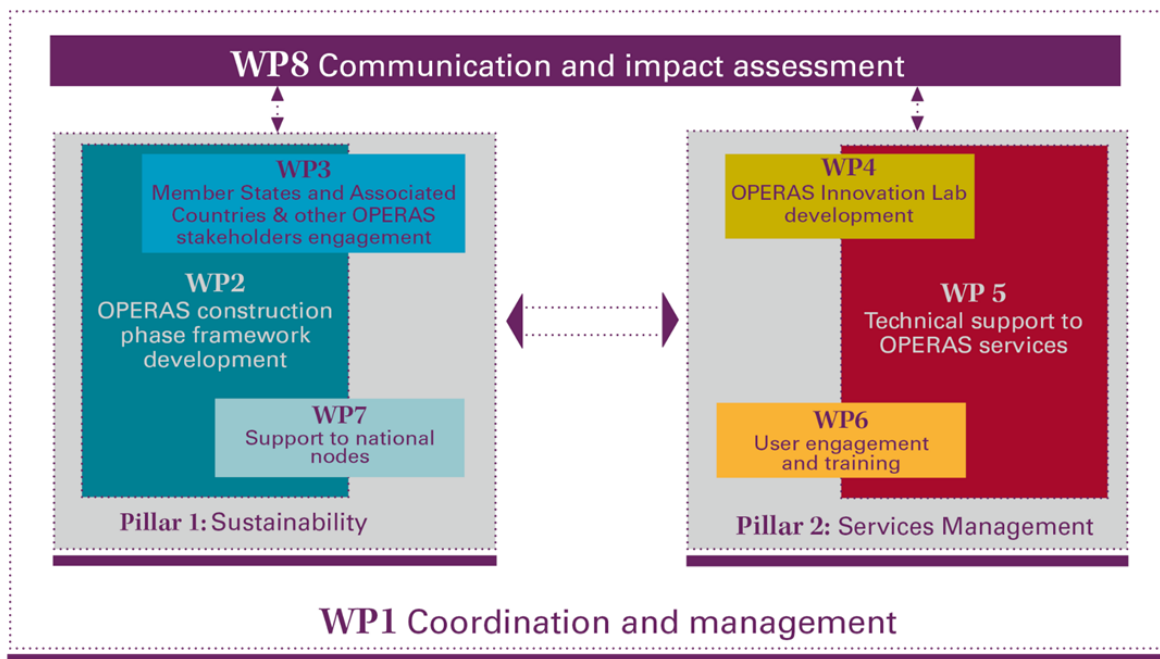 WP8 Communication and impact assessment
WP3
Member States and Associated
Countries & other OPERAS
stakeholders engagement
WP2
OPERAS construction
phase framework
development
WP7
Support to national
nodes
Pillar 1: Sustainability
WP4
OPERAS Innovation Lab
development
WP 5
Technical support to
OPERAS services
WP6
User engagement
and training
Pillar 2: Services Management
WP1 Coordination and management